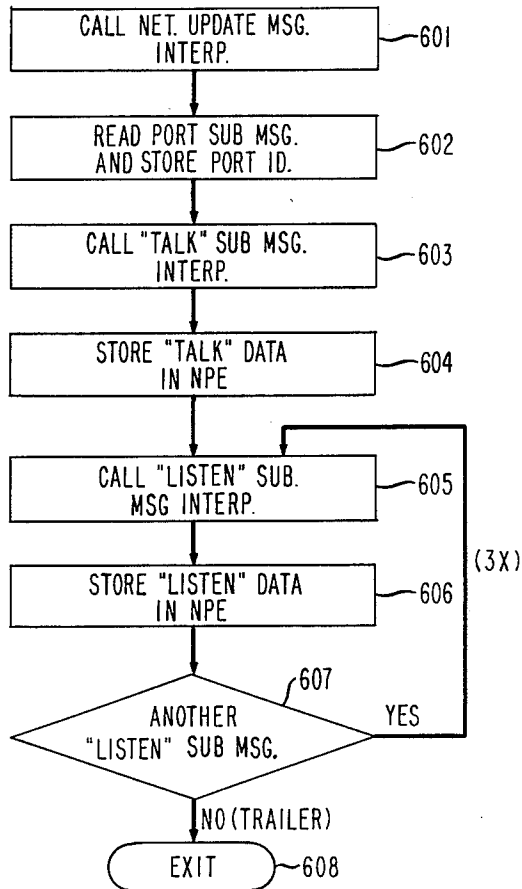 CALL NET. UPDATE MSG.
INTERP.
601
READ PORT SUB MSG.
AND STORE PORT ID.
602
CALL "TALK" SUB MSG.
INTERP.
603
STORE "TALK" DATA
IN NPE
604
CALL "LISTEN" SUB.
MSG INTERP.
605
(3X)
STORE "LISTEN" DATA
IN NPE
606
607
ANOTHER
"LISTEN" SUB MSG.
YES
NO (TRAILER)
EXIT
608